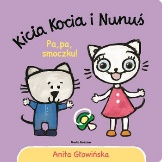 Kicia Kocia i Nunuś
Pa, pa,
smoczku!
Anita Głowińska